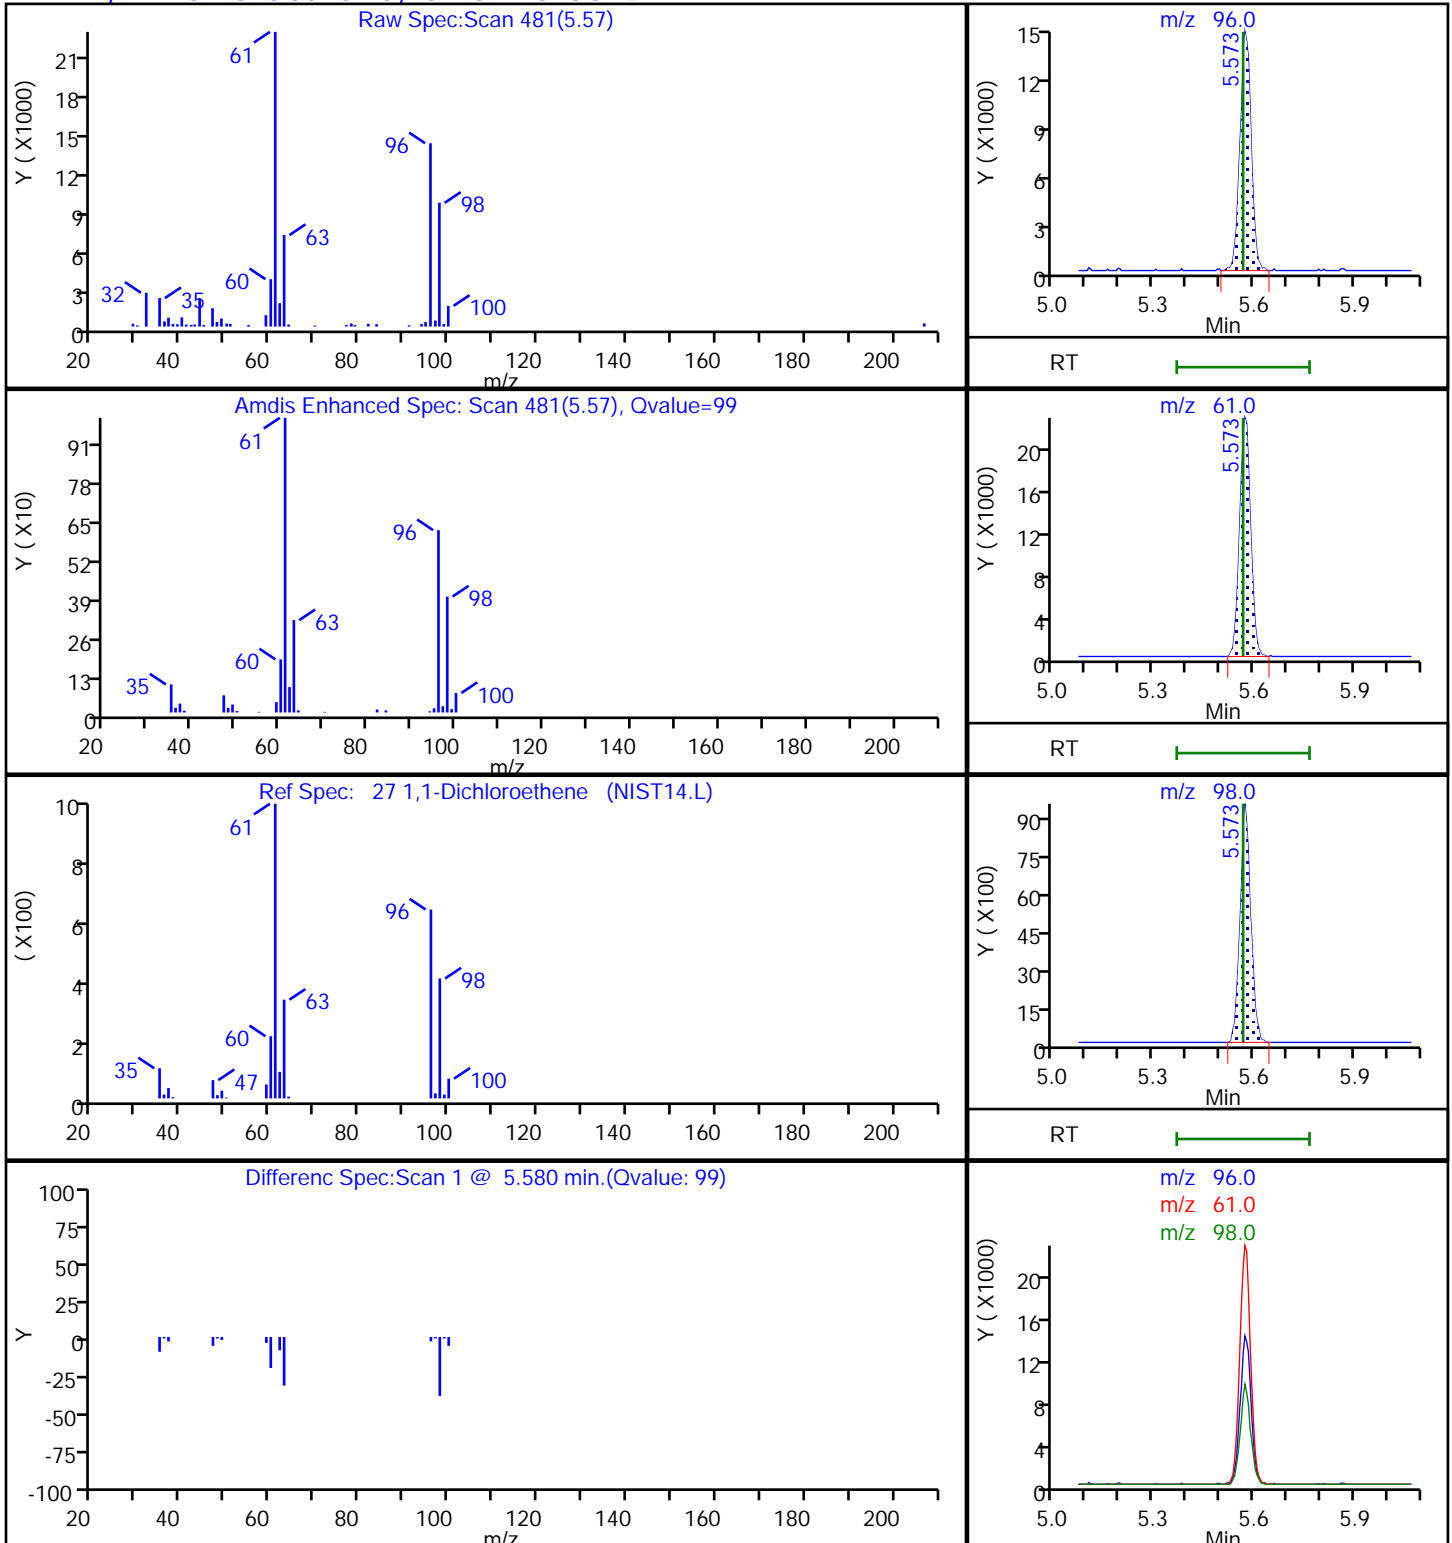 Raw Spec:Scan 481(5.57)
Y ( X1000)
21
18
15
12
9
6
3
0
61
96
98
63
60
32
35
100
20 40 60 80 100 120 140 160 180 200
m/z
m/z 96.0
Y ( X1000)
15
12
9
6
3
0
5.573
5.0 5.3 5.6 5.9
Min
RT
Amdis Enhanced Spec: Scan 481(5.57), Qvalue=99
Y ( X10)
91
78
65
52
39
26
13
0
61
96
98
63
60
35
100
20 40 60 80 100 120 140 160 180 200
m/z
m/z 61.0
Y ( X1000)
20
16
12
8
4
0
5.573
5.0 5.3 5.6 5.9
Min
RT
Ref Spec: 27 1,1-Dichloroethene (NIST14.L)
( X100)
10
8
6
4
2
0
61
96
98
63
60
35
47
100
20 40 60 80 100 120 140 160 180 200
m/z 98.0
Y ( X100)
90
75
60
45
30
15
0
5.573
5.0 5.3 5.6 5.9
Min
RT
Differenc Spec:Scan 1 @ 5.580 min.(Qvalue: 99)
Y
100
75
50
25
0
-25
-50
-75
-100
20 40 60 80 100 120 140 160 180 200
m/z
m/z 96.0
m/z 61.0
m/z 98.0
Y ( X1000)
20
16
12
8
4
0
5.0 5.3 5.6 5.9
Min